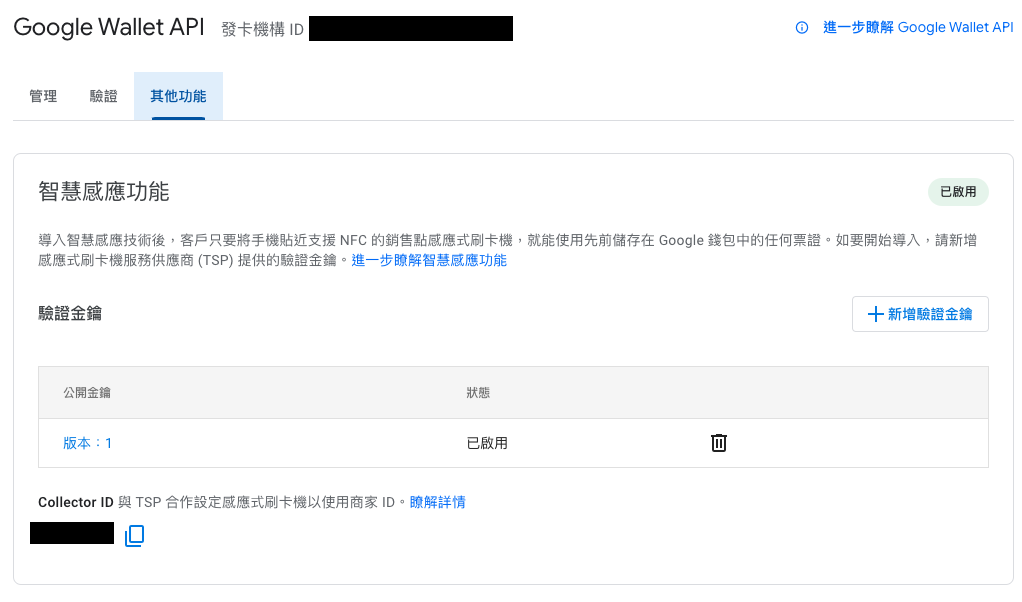 Google Wallet API 發卡機構 ID 進一步瞭解 Google Wallet API
管理 驗證 其他功能
智慧感應功能 已啟用
導入智慧感應技術後，客戶只要將手機貼近支援 NFC 的銷售點感應式刷卡機，就能使用先前儲存在 Google 錢包中的任何票證。如要開始導入，請新增
感應式刷卡機服務供應商 (TSP) 提供的驗證金鑰。進一步瞭解智慧感應功能
驗證金鑰 新增驗證金鑰
公開金鑰 狀態
版本：1 已啟用
Collector ID 與 TSP 合作設定感應式刷卡機以使用商家 ID。瞭解詳情